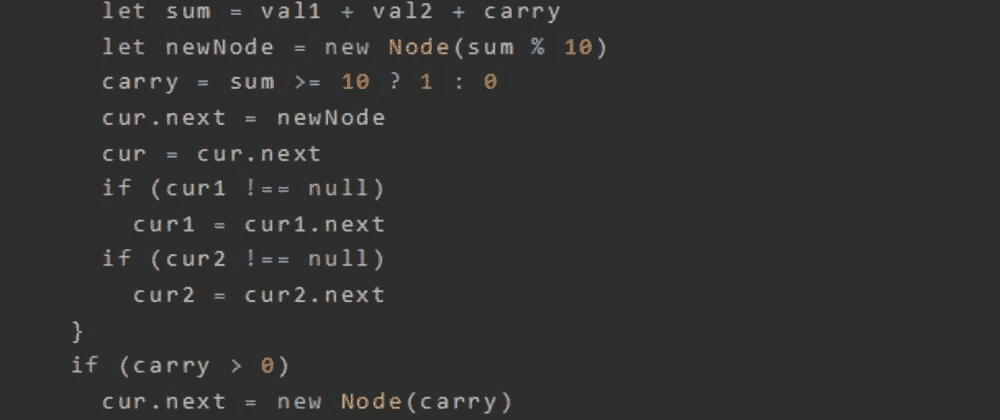 let sum = val1 + val2 + carry
let newNode = new Node(sum % 10)
carry = sum >= 10 ? 1 : 0
cur.next = newNode
cur = cur.next
if (cur1 !== null)
cur1 = cur1.next
if (cur2 !== null)
cur2 = cur2.next
}
if (carry > 0)
cur.next = new Node(carry)